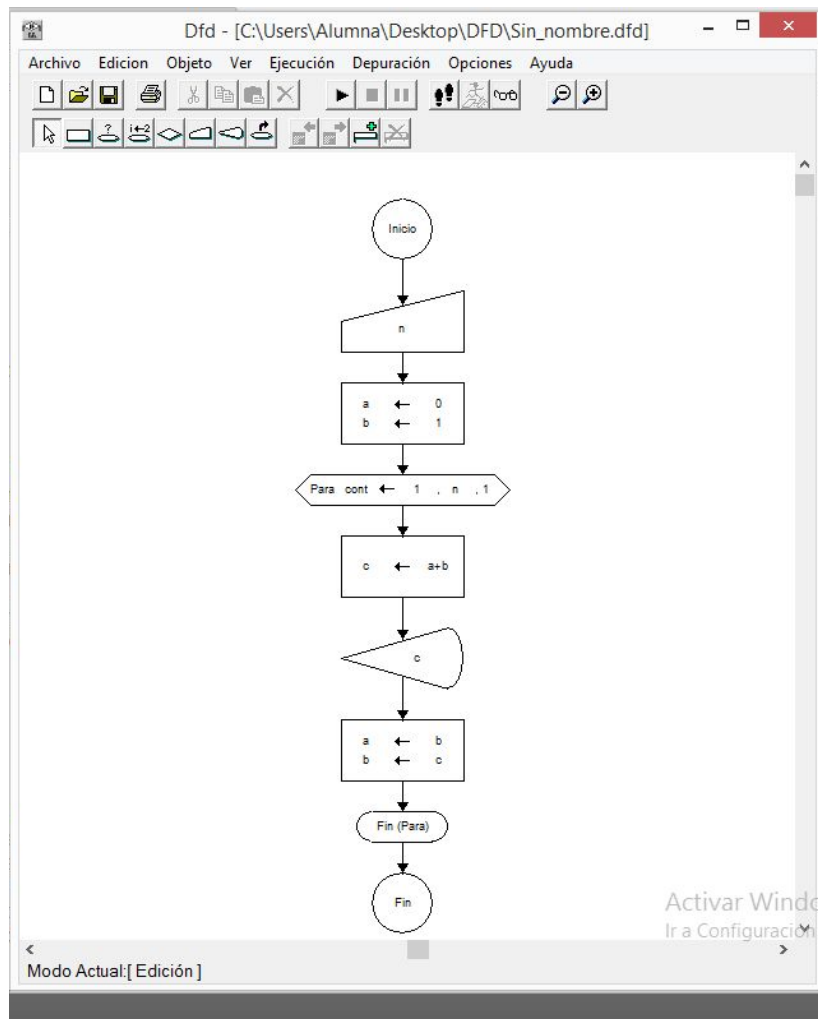 Dfd - [C:\Users\Alumna\Desktop\DFD\Sin_nombre.dfd]
Archivo Edicion Objeto Ver Ejecución Depuración Opciones Ayuda
Inicio
n
a ← 0
b ← 1
Para cont ← 1 , n , 1
c ← a+b
c
a ← b
b ← c
Fin (Para)
Fin
Activar Windo
Ir a Configuración
Modo Actual:[ Edición ]